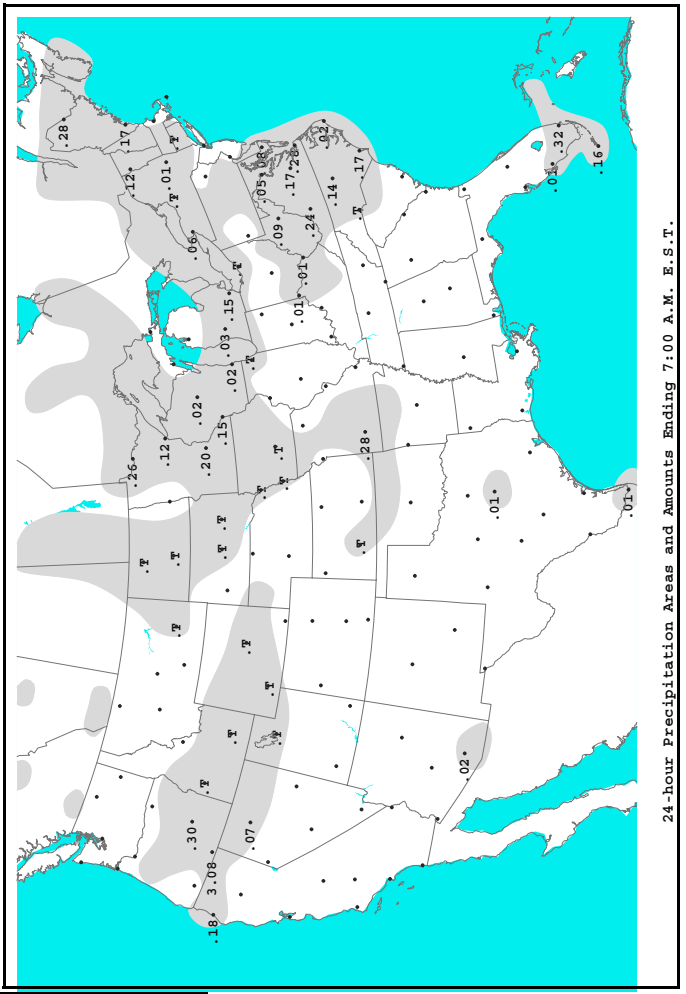 .28
.17
.12
.26
T
.12
.01
T
T
T
T
.30
.06
.02
T
.20
3.08
.18
T
T
.15
.03
.02
.15
T
T
T
.07
T
T
.05
.08
T
T
T
.09
T
.17
.28
.01
.01
.24
.02
.14
T
.17
T
.28
.02
.01
.01
.32
.16
.01
24-hour Precipitation Areas and Amounts Ending 7:00 A.M. E.S.T.